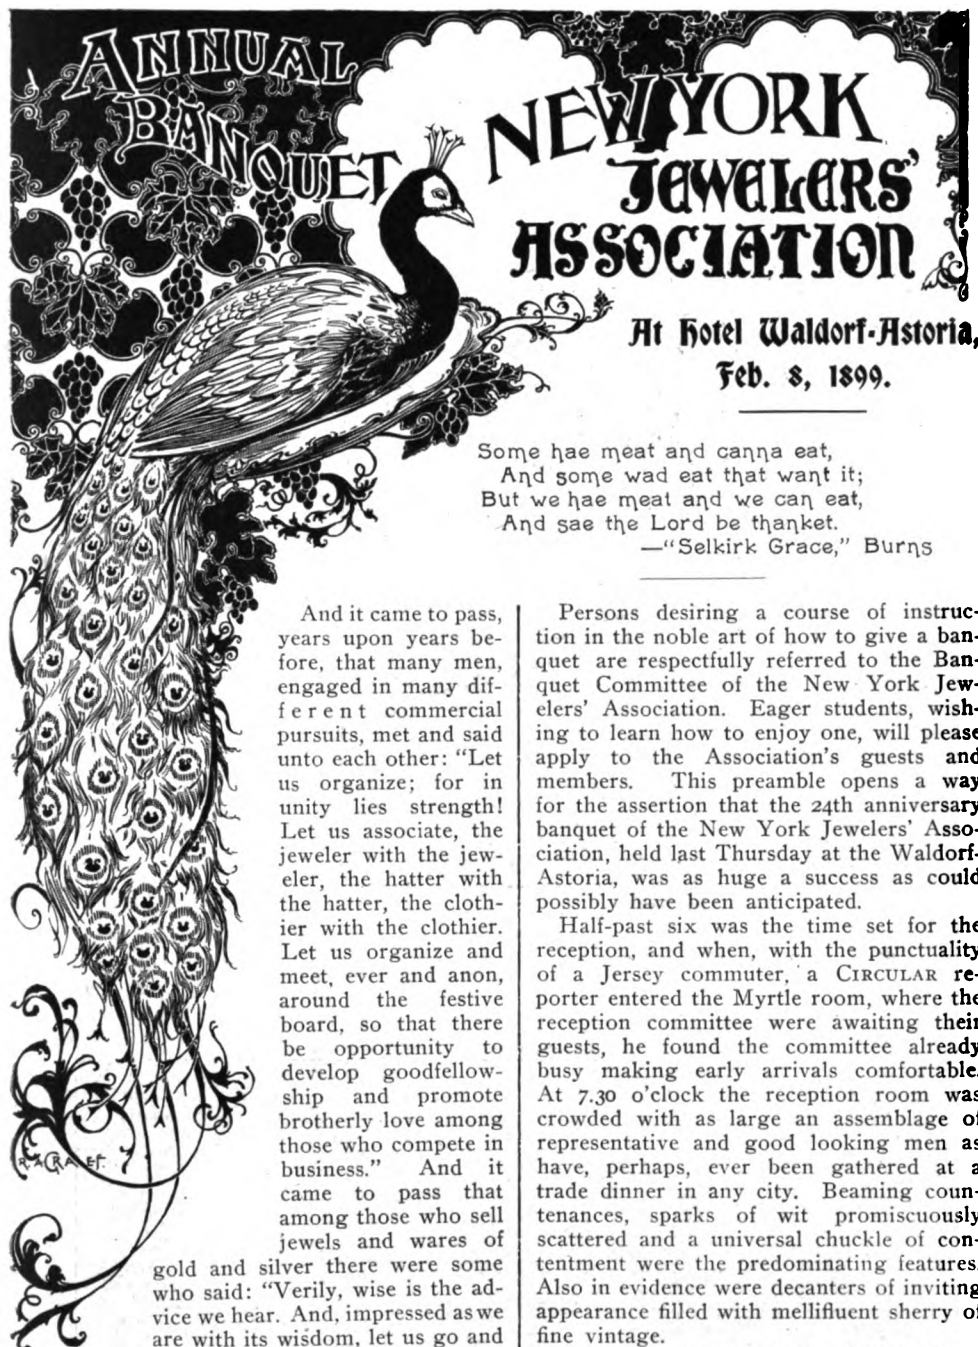 ANNUAL
BANQUET
NEW YORK
JEWELERS'
ASSOCIATION
At Hotel Waldorf-Astoria,
Feb. 8, 1899.
Some hae meat and canna eat,
And some wad eat that want it;
But we hae meat and we can eat,
And sae the Lord be thanket.
—"Selkirk Grace," Burns
And it came to pass,
years upon years be-
fore, that many men,
engaged in many dif-
ferent commercial
pursuits, met and said
unto each other: "Let
us organize; for in
unity lies strength!
Let us associate, the
jeweler with the jew-
eler, the hatter with
the hatter, the cloth-
ier with the clothier.
Let us organize and
meet, ever and anon,
around the festive
board, so that there
be opportunity to
develop goodfellow-
ship and promote
brotherly love among
those who compete in
business." And it
came to pass that
among those who sell
jewels and wares of
gold and silver there were some
who said: "Verily, wise is the ad-
vice we hear. And, impressed as we
are with its wisdom, let us go and
Persons desiring a course of instruc-
tion in the noble art of how to give a ban-
quet are respectfully referred to the Ban-
quet Committee of the New York Jew-
elers' Association. Eager students, wish-
ing to learn how to enjoy one, will please
apply to the Association's guests and
members. This preamble opens a way
for the assertion that the 24th anniversary
banquet of the New York Jewelers' Asso-
ciation, held last Thursday at the Waldorf-
Astoria, was as huge a success as could
possibly have been anticipated.
Half-past six was the time set for the
reception, and when, with the punctuality
of a Jersey commuter, a CIRCULAR re-
porter entered the Myrtle room, where the
reception committee were awaiting their
guests, he found the committee already
busy making early arrivals comfortable.
At 7.30 o'clock the reception room was
crowded with as large an assemblage of
representative and good looking men as
have, perhaps, ever been gathered at a
trade dinner in any city. Beaming coun-
tenances, sparks of wit promiscuously
scattered and a universal chuckle of con-
tentment were the predominating features.
Also in evidence were decanters of inviting
appearance filled with mellifluent sherry of
fine vintage.